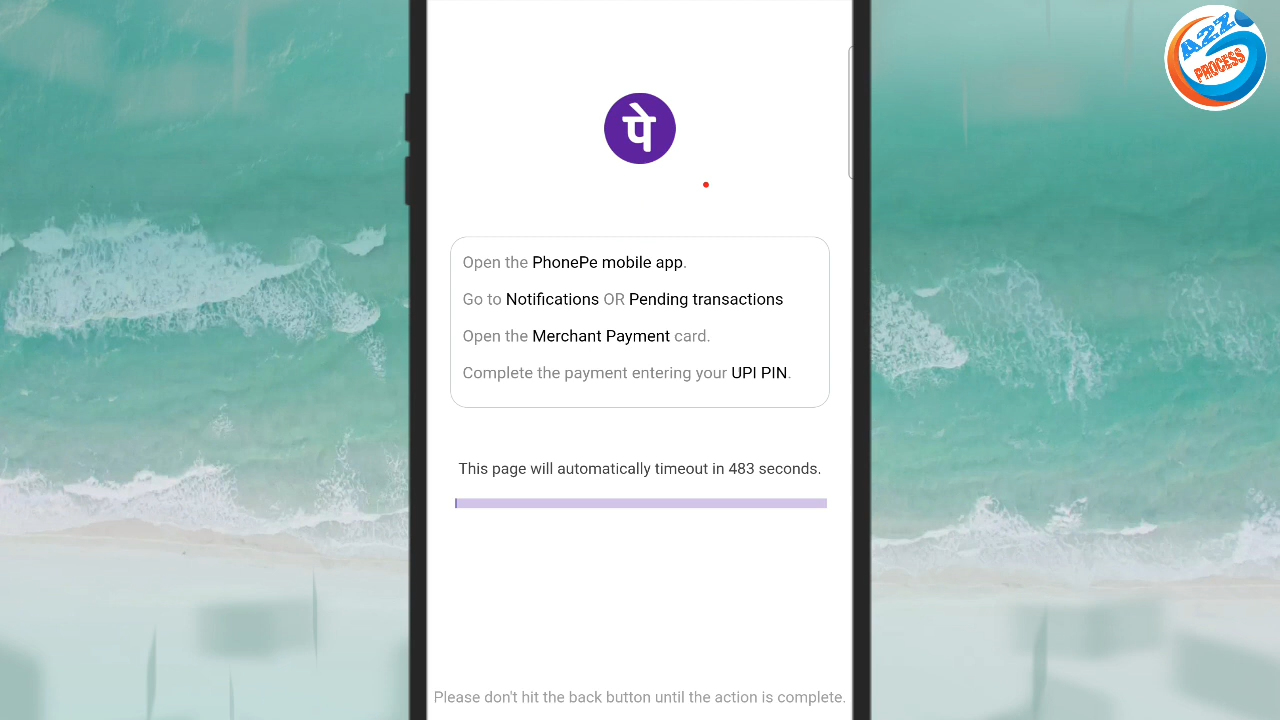 A2Z
PROCESS
पे
Open the PhonePe mobile app.
Go to Notifications OR Pending transactions
Open the Merchant Payment card.
Complete the payment entering your UPI PIN.
This page will automatically timeout in 483 seconds.
Please don't hit the back button until the action is complete.